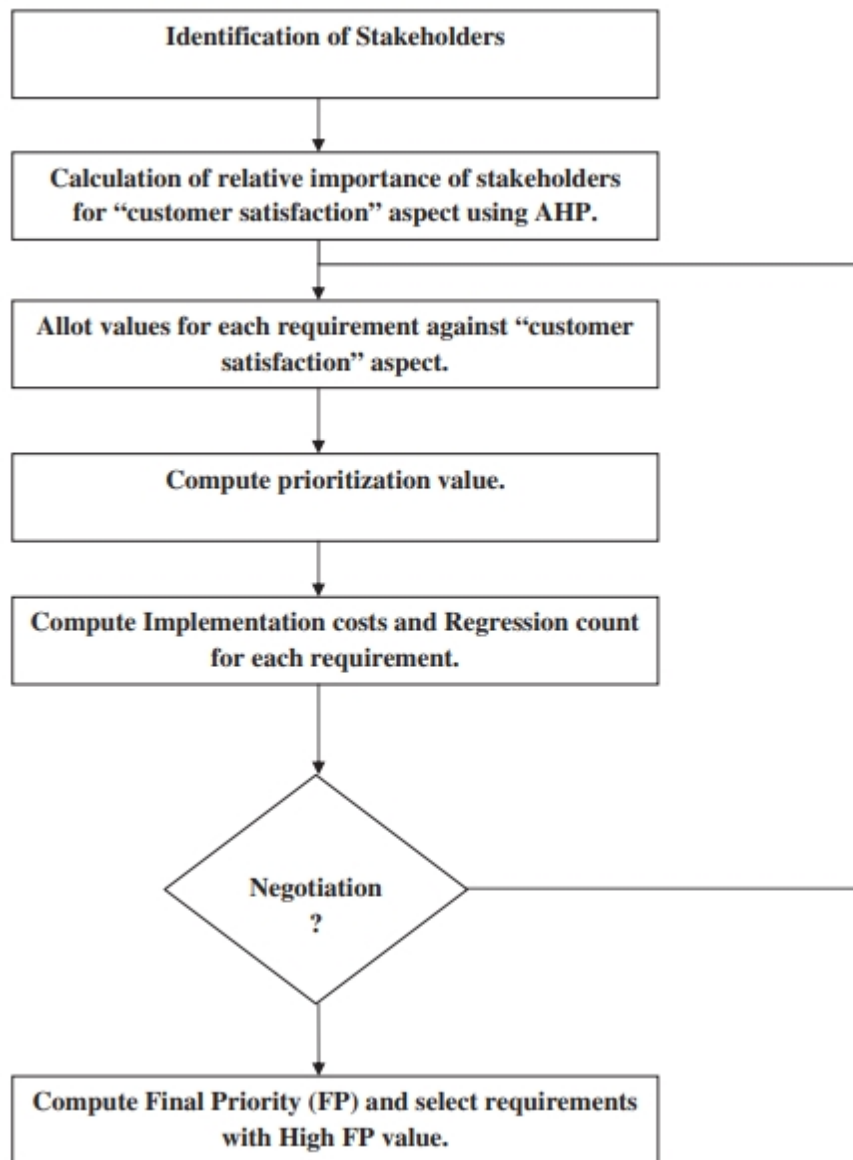 Identification of Stakeholders
Calculation of relative importance of stakeholders
for “customer satisfaction” aspect using AHP.
Allot values for each requirement against “customer
satisfaction” aspect.
Compute prioritization value.
Compute Implementation costs and Regression count
for each requirement.
Negotiation
?
Compute Final Priority (FP) and select requirements
with High FP value.